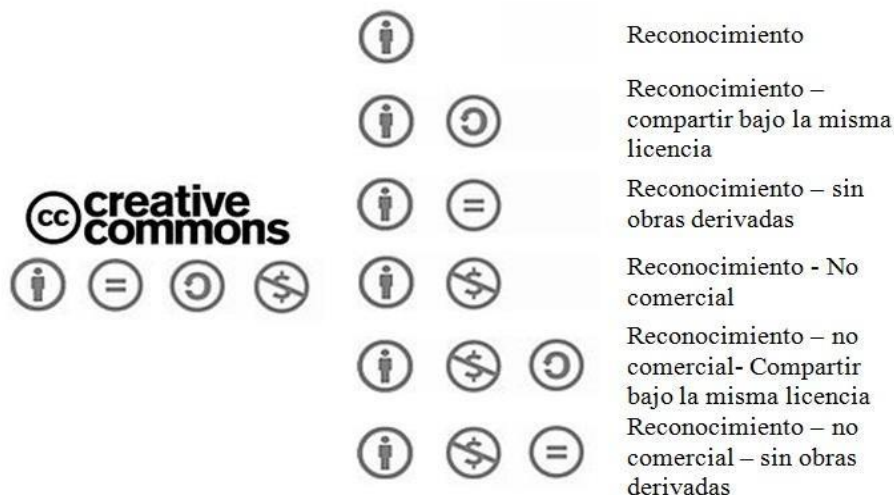 cc creative
commons
Reconocimiento
Reconocimiento –
compartir bajo la misma
licencia
Reconocimiento – sin
obras derivadas
Reconocimiento - No
comercial
Reconocimiento – no
comercial- Compartir
bajo la misma licencia
Reconocimiento – no
comercial – sin obras
derivadas